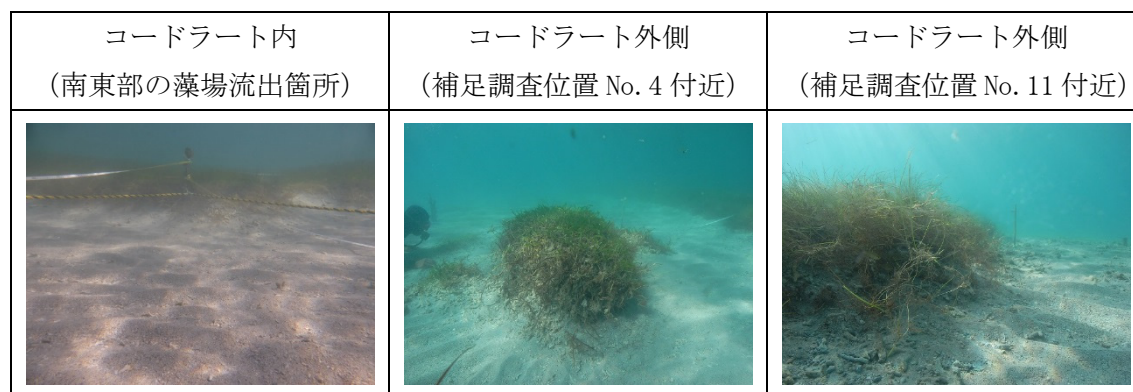 コードラート内
(南東部の藻場流出箇所)
コードラート外側
(補足調査位置 No. 4 付近)
コードラート外側
(補足調査位置 No. 11 付近)